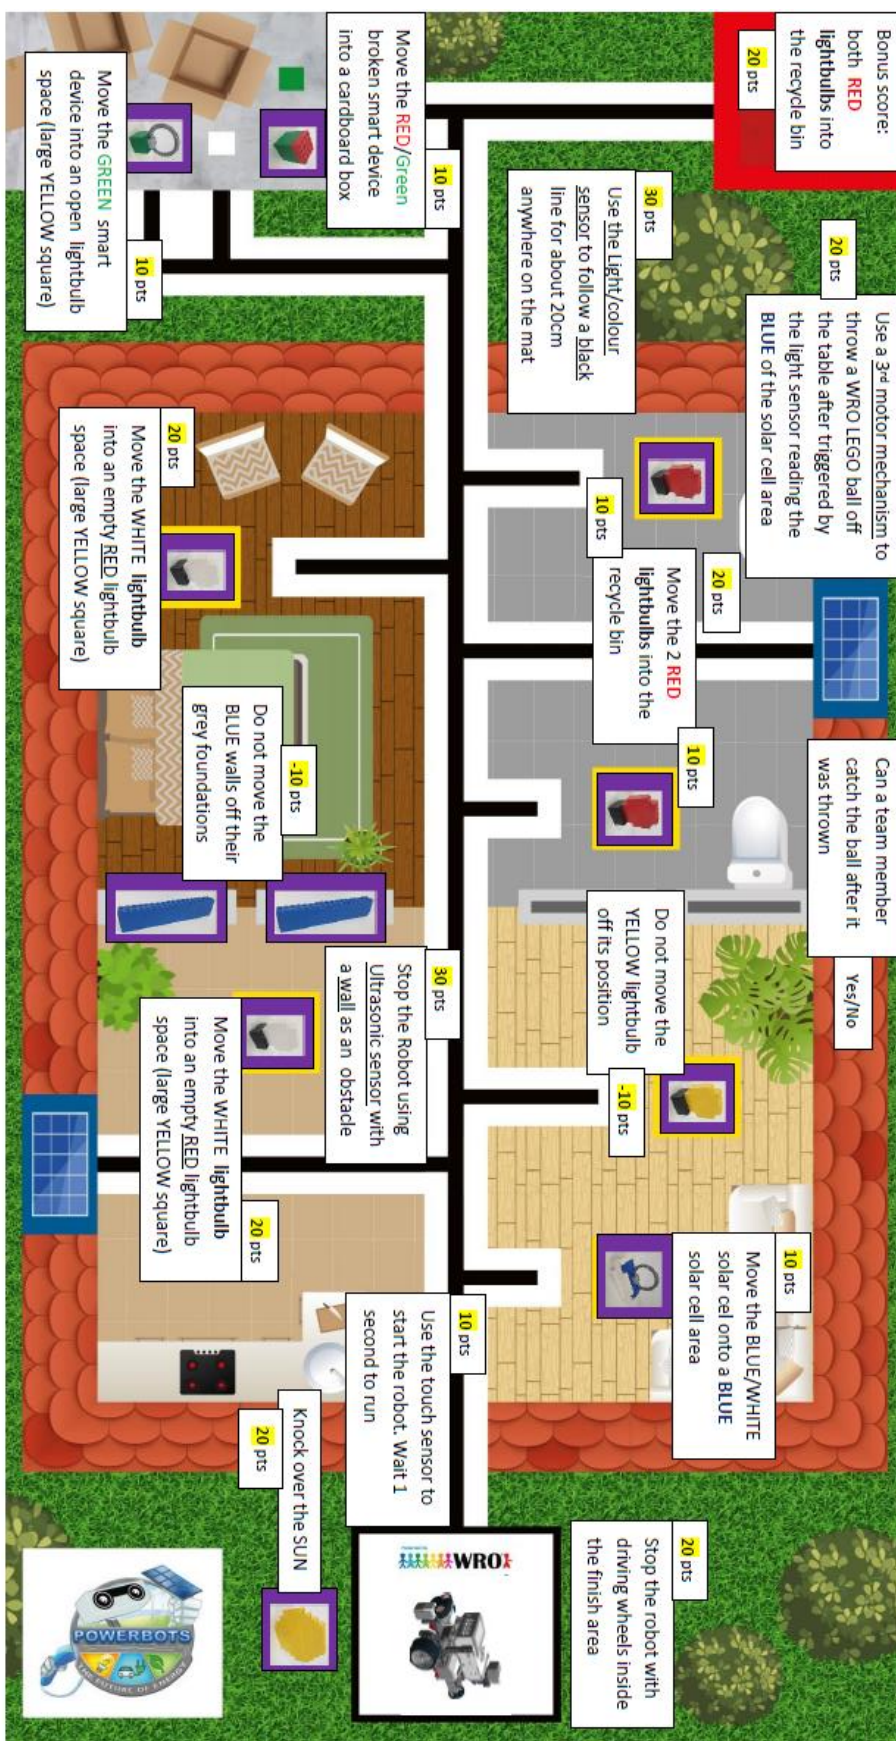 Bonus score:
both RED
lightbulbs into
the recycle bin
20 pts
Use a 3rd motor mechanism to
throw a WRO LEGO ball off
the table after triggered by
the light sensor reading the
BLUE of the solar cell area
20 pts
Can a team member
catch the ball after it
was thrown
Yes/No
Move the RED/Green
broken smart device
into a cardboard box
10 pts
Move the GREEN smart
device into an open lightbulb
space (large YELLOW square)
10 pts
30 pts
Use the Light/colour
sensor to follow a black
line for about 20cm
anywhere on the mat
10 pts
20 pts
Move the 2 RED
lightbulbs into the
recycle bin
10 pts
Do not move the
YELLOW lightbulb
off its position
-10 pts
10 pts
Move the BLUE/WHITE
solar cel onto a BLUE
solar cell area
20 pts
Move the WHITE lightbulb
into an empty RED lightbulb
space (large YELLOW square)
-10 pts
Do not move the
BLUE walls off their
grey foundations
30 pts
Stop the Robot using
Ultrasonic sensor with
a wall as an obstacle
20 pts
Move the WHITE lightbulb
into an empty RED lightbulb
space (large YELLOW square)
10 pts
Use the touch sensor to
start the robot. Wait 1
second to run
Knock over the SUN
20 pts
20 pts
Stop the robot with
driving wheels inside
the finish area
WRO
POWERBOTS
THE FUTURE OF ENERGY